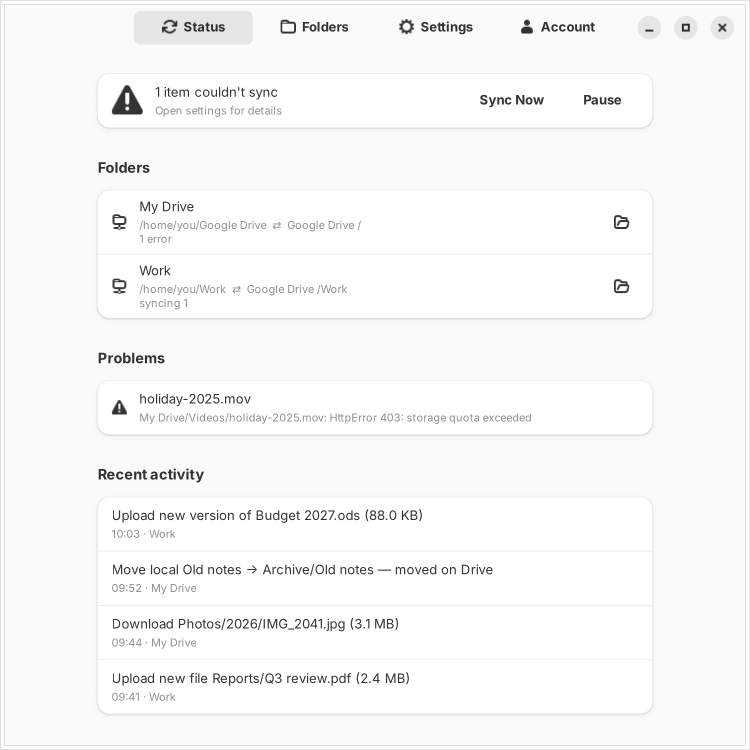 Status
Folders
Settings
Account
1 item couldn't sync
Open settings for details
Sync Now
Pause
Folders
My Drive
/home/you/Google Drive ⇄ Google Drive /
1 error
Work
/home/you/Work ⇄ Google Drive /Work
syncing 1
Problems
holiday-2025.mov
My Drive/Videos/holiday-2025.mov: HttpError 403: storage quota exceeded
Recent activity
Upload new version of Budget 2027.ods (88.0 KB)
10:03 · Work
Move local Old notes → Archive/Old notes — moved on Drive
09:52 · My Drive
Download Photos/2026/IMG_2041.jpg (3.1 MB)
09:44 · My Drive
Upload new file Reports/Q3 review.pdf (2.4 MB)
09:41 · Work